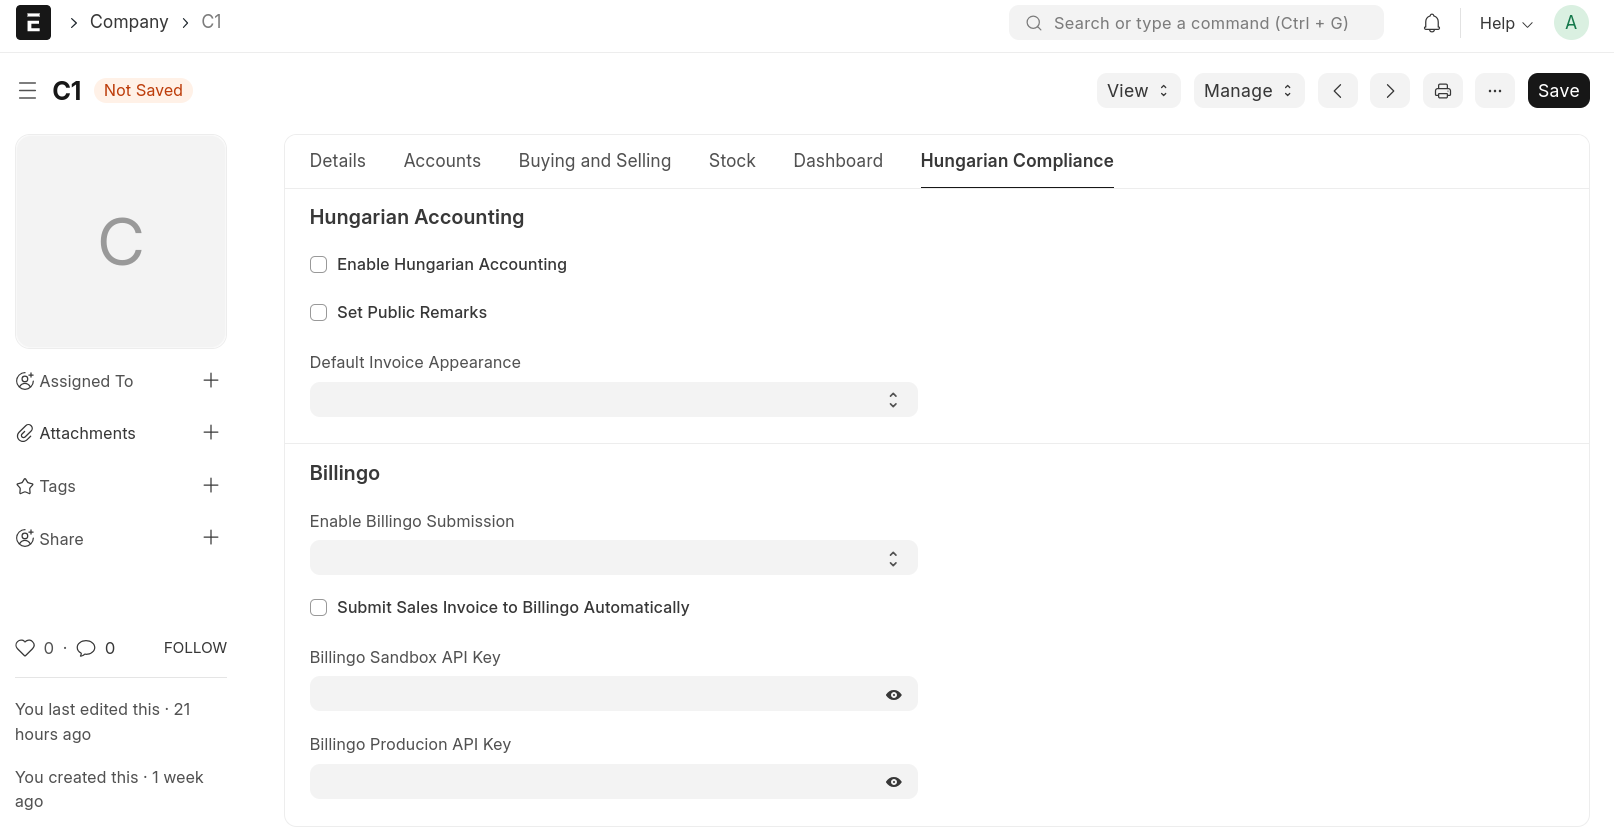 Company
C1
Search or type a command (Ctrl + G)
Help
A
C1
Not Saved
View
Manage
Save
C
Assigned To
Attachments
Tags
Share
0 · 0
FOLLOW
You last edited this · 21
hours ago
You created this · 1 week
ago
Details
Accounts
Buying and Selling
Stock
Dashboard
Hungarian Compliance
Hungarian Accounting
Enable Hungarian Accounting
Set Public Remarks
Default Invoice Appearance
Billingo
Enable Billingo Submission
Submit Sales Invoice to Billingo Automatically
Billingo Sandbox API Key
Billingo Producion API Key